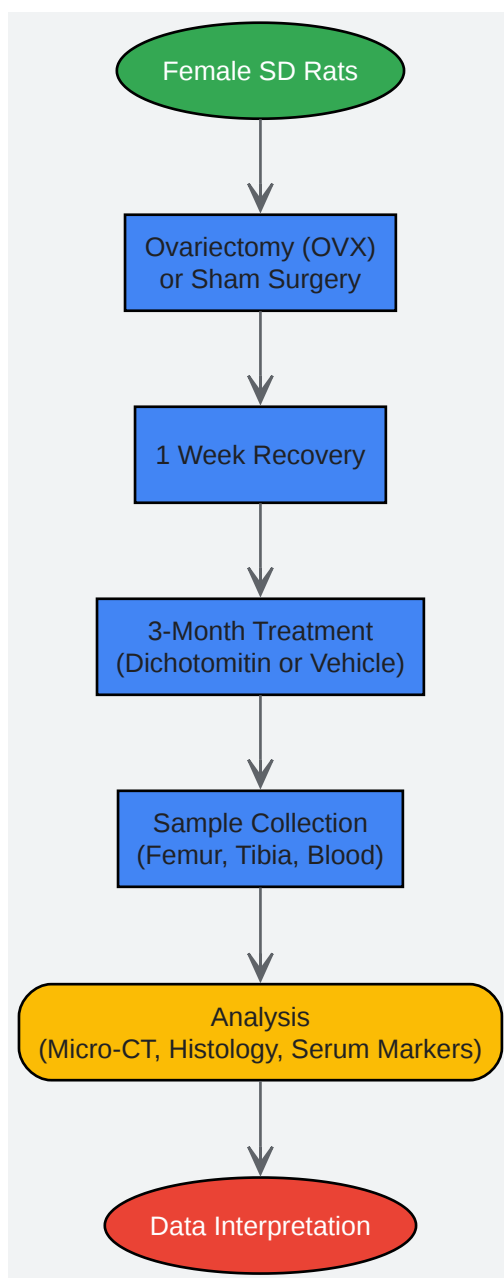 Female SD Rats
Ovariectomy (OVX)
or Sham Surgery
1 Week Recovery
3-Month Treatment
(Dichotomitin or Vehicle)
Sample Collection
(Femur, Tibia, Blood)
Analysis
(Micro-CT, Histology, Serum Markers)
Data Interpretation